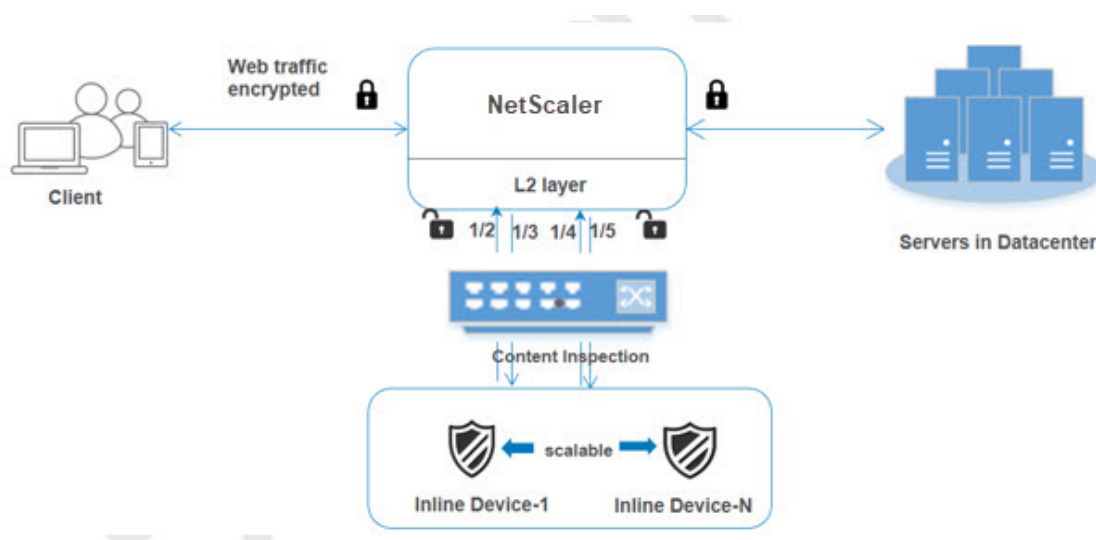 Web traffic
encrypted
NetScaler
L2 layer
Client
1/2 1/3 1/4 1/5
Servers in Datacenter
Content Inspection
scalable
Inline Device-1
Inline Device-N